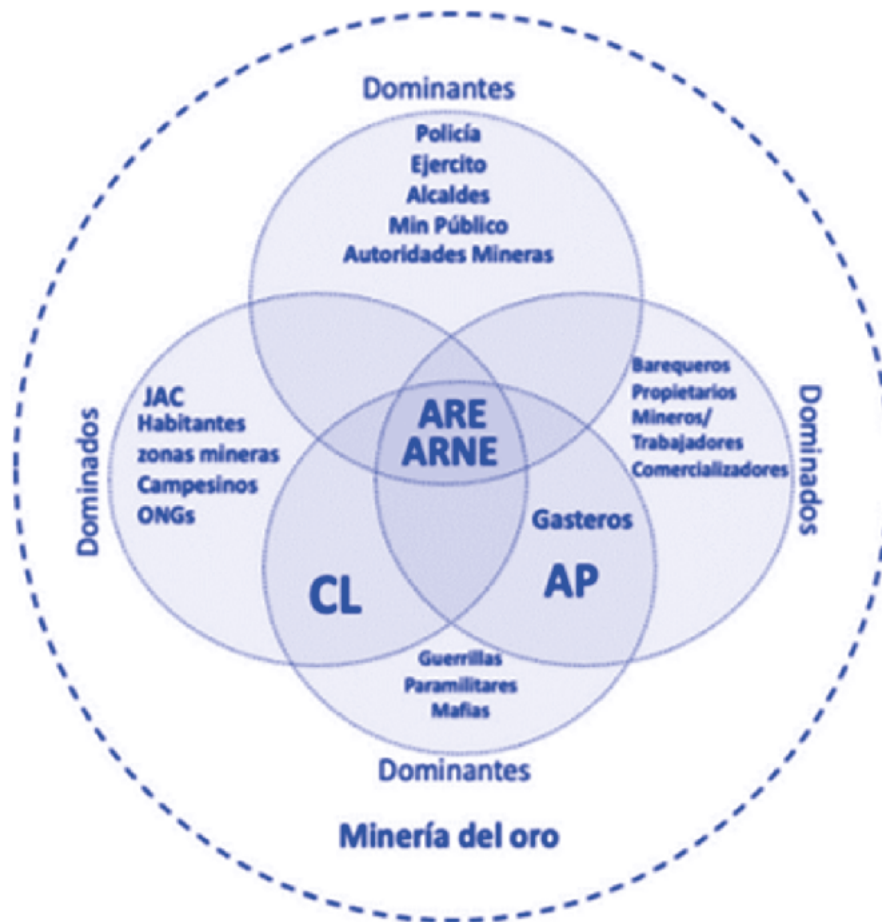 Dominantes
Policía
Ejercito
Alcaldes
Min Público
Autoridades Mineras
Dominados
JAC
Habitantes
zonas mineras
Campesinos
ONGs
ARE
ARNE
Barequeros
Propietarios
Mineros/
Trabajadores
Comercializadores
Dominados
Gasteros
AP
CL
Guerrillas
Paramilitares
Mafias
Dominantes
Minería del oro